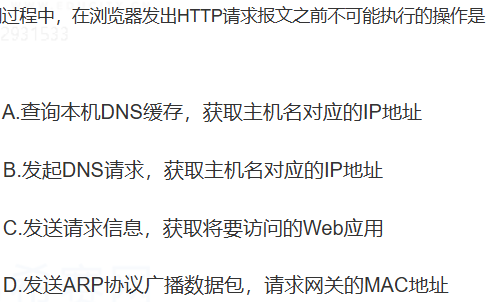 过程中，在浏览器发出HTTP请求报文之前不可能执行的操作是
2931533
A.查询本机DNS缓存，获取主机名对应的IP地址
B.发起DNS请求，获取主机名对应的IP地址
C.发送请求信息，获取将要访问的Web应用
D.发送ARP协议广播数据包，请求网关的MAC地址